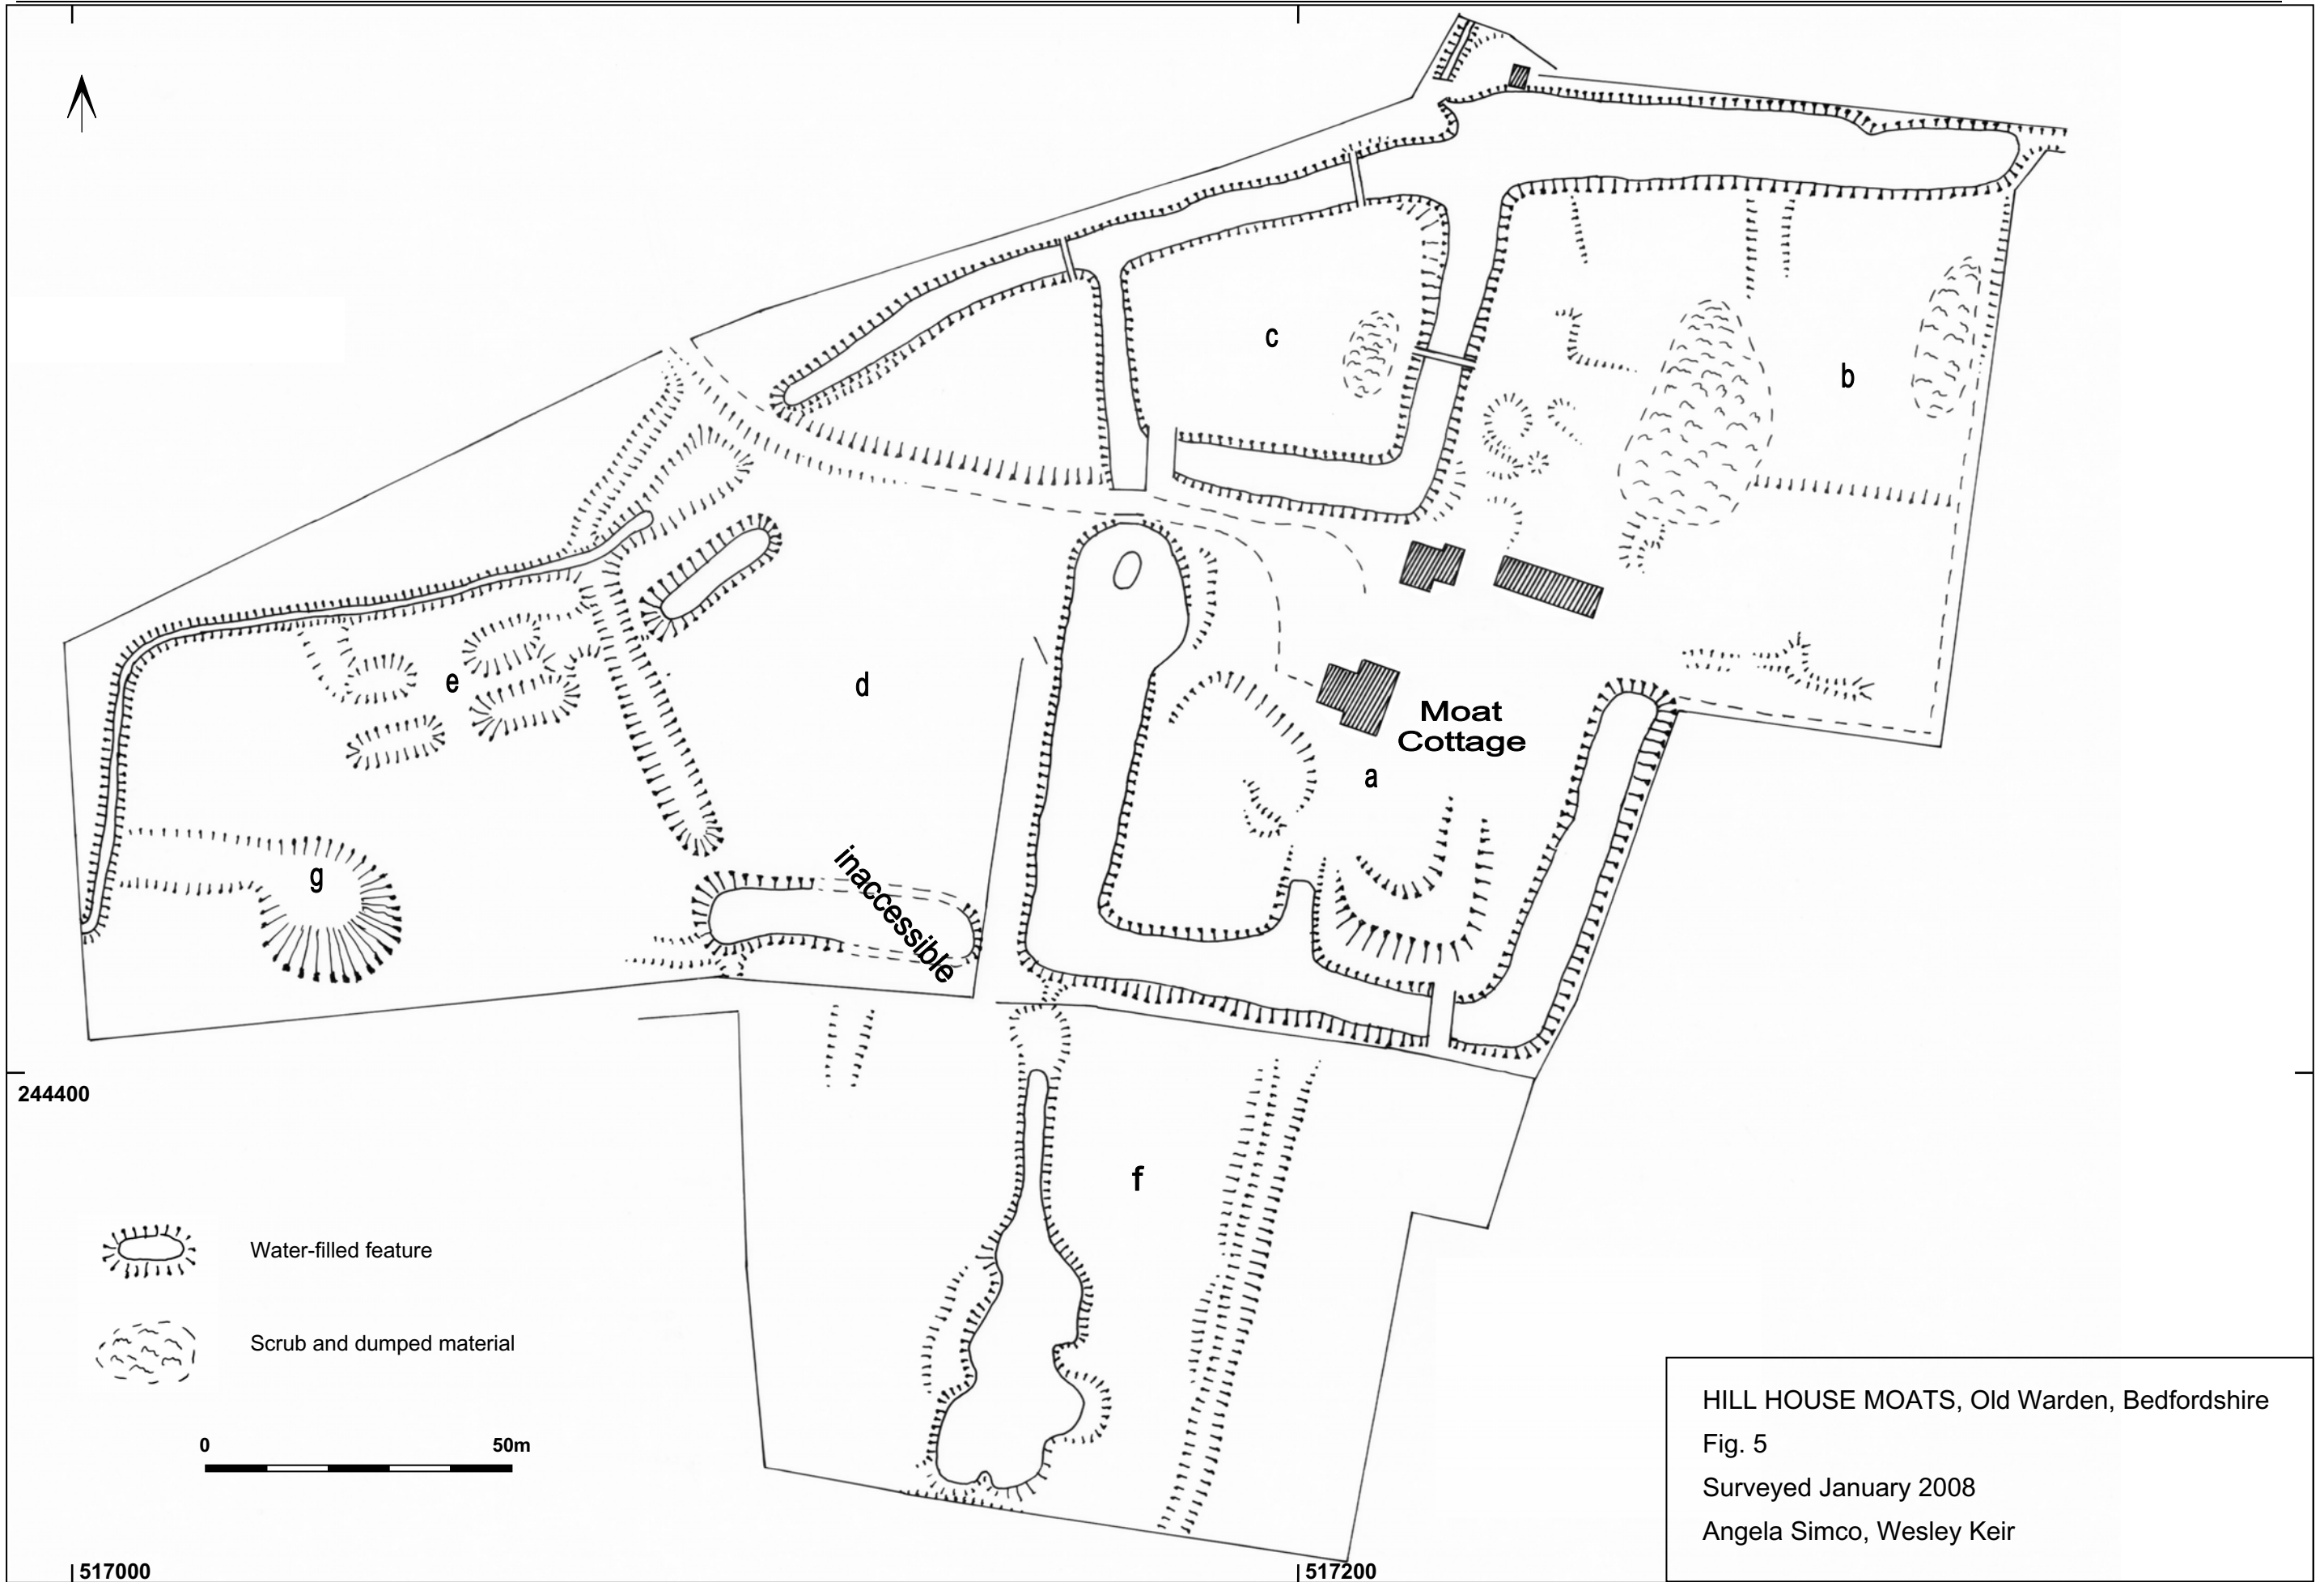 c
b
e
d
Moat
Cottage
a
g
inaccessible
244400
f
Water-filled feature
Scrub and dumped material
0 50m
HILL HOUSE MOATS, Old Warden, Bedfordshire
Fig. 5
Surveyed January 2008
Angela Simco, Wesley Keir
517000 517200